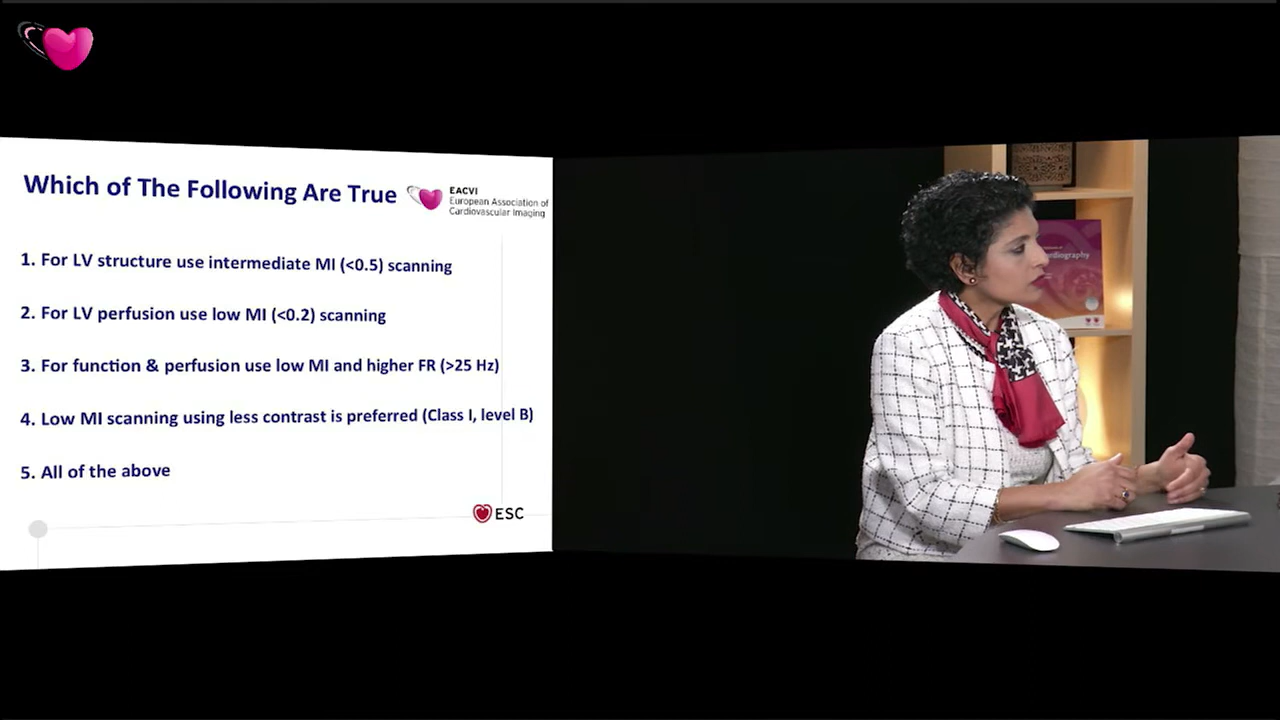 Which of The Following Are True
EACVI
European Association of
Cardiovascular Imaging
1. For LV structure use intermediate MI (<0.5) scanning
2. For LV perfusion use low MI (<0.2) scanning
3. For function & perfusion use low MI and higher FR (>25 Hz)
4. Low MI scanning using less contrast is preferred (Class I, level B)
5. All of the above
ESC